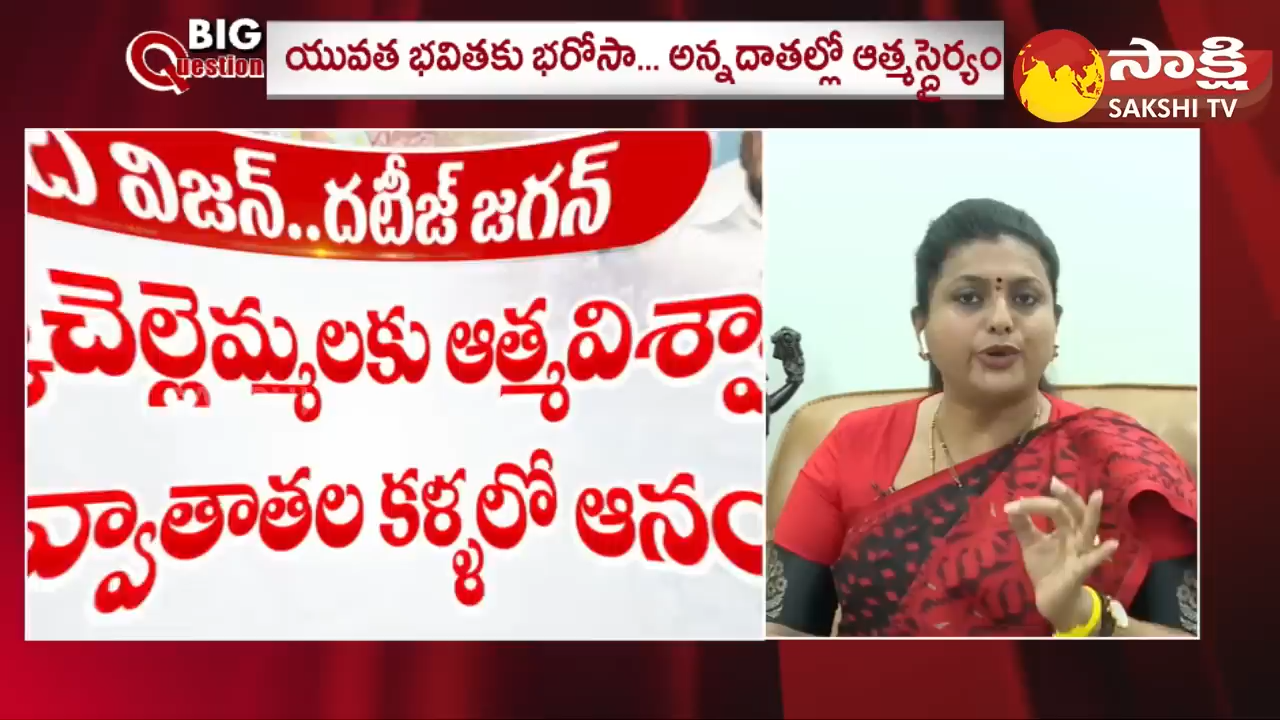 BIG
Question
యువత భవితకు భరోసా... అన్నదాతల్లో ఆత్మస్థైర్యం
సాక్షి
SAKSHI TV
విజన్..దటీజ్ జగన్
చెల్లెమ్మలకు ఆత్మవిశ్వా
వ్వాతాతల కళ్ళలో ఆనం